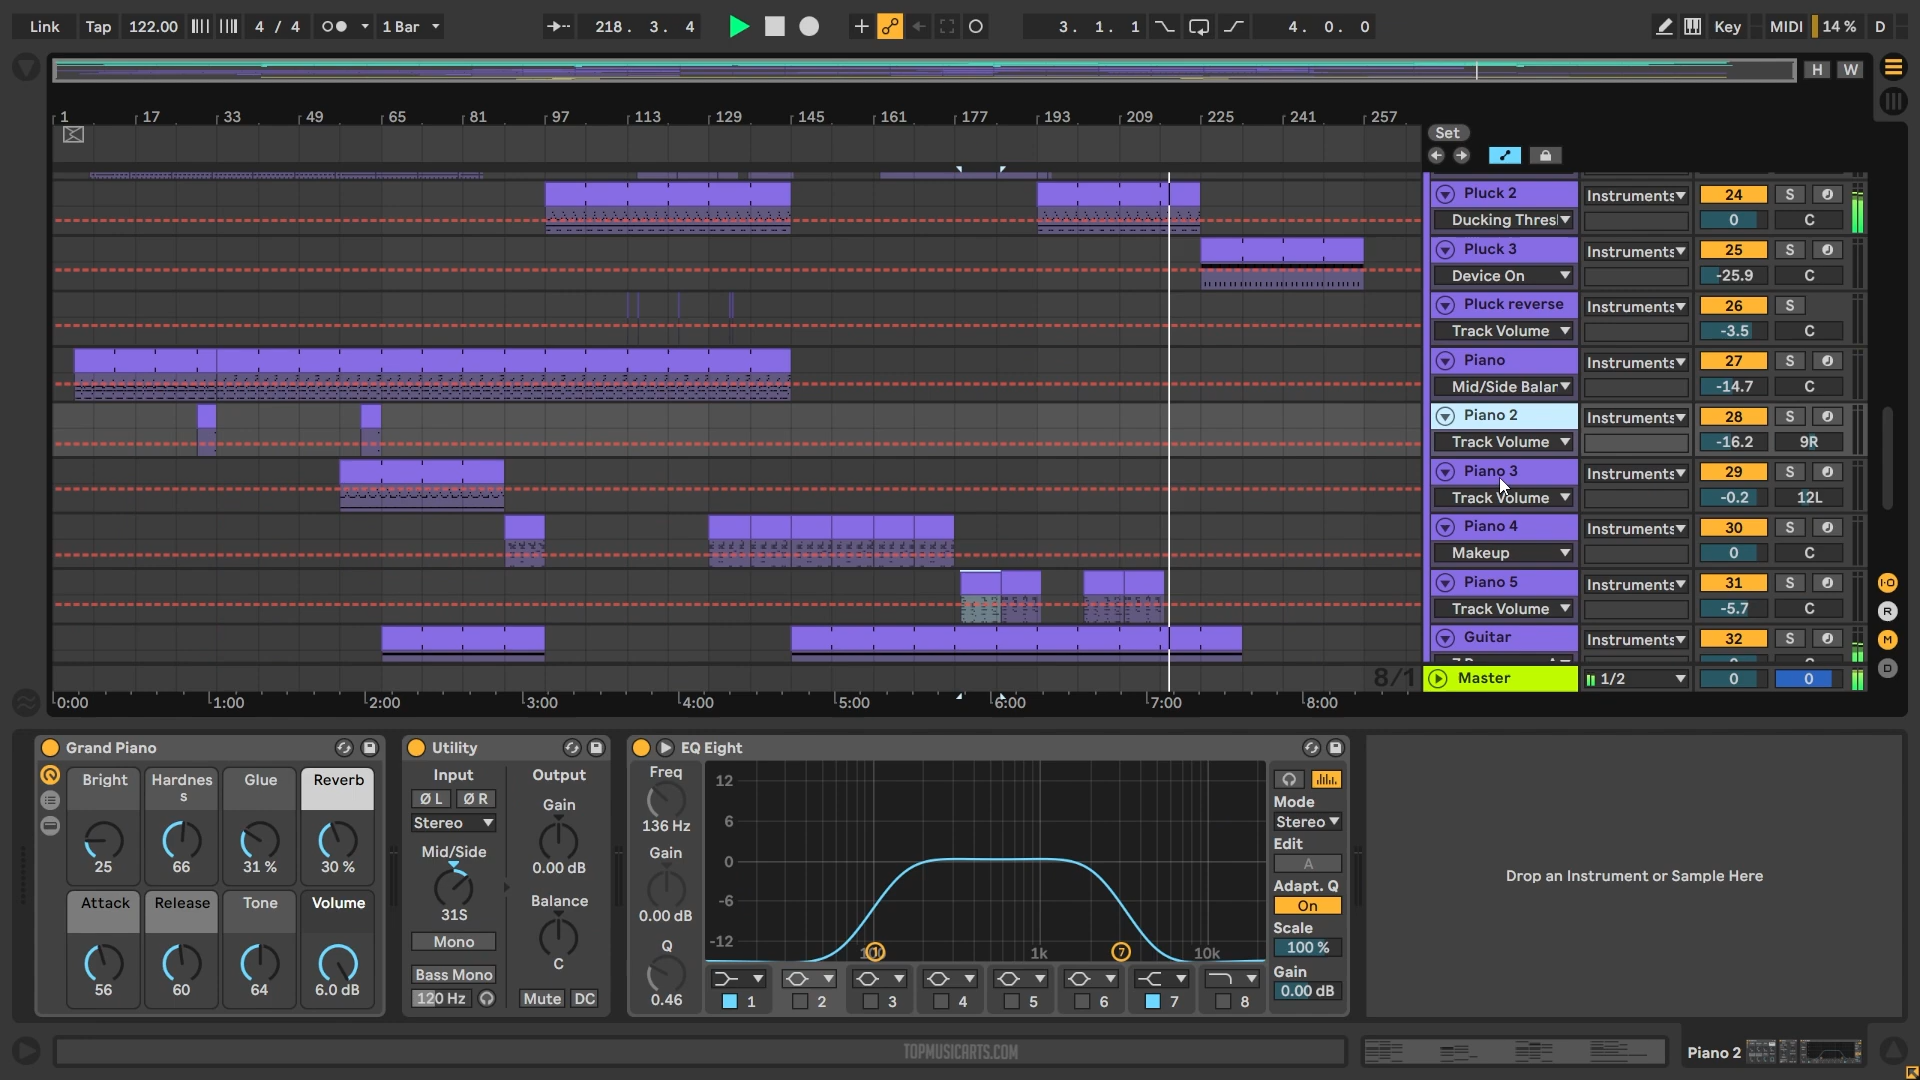 Link Tap 122.00 4 / 4 1 Bar 218. 3. 4 3. 1. 1 4. 0. 0 Key MIDI 14 % D
H W
1 17 33 49 65 81 97 113 129 145 161 177 193 209 225 241 257
Set
Pluck 2 Instruments 24 S
Ducking Thresl 0 C
Pluck 3 Instruments 25 S
Device On -25.9 C
Pluck reverse Instruments 26 S
Track Volume -3.5 C
Piano Instruments 27 S
Mid/Side Balar -14.7 C
Piano 2 Instruments 28 S
Track Volume -16.2 9R
Piano 3 Instruments 29 S
Track Volume -0.2 12L
Piano 4 Instruments 30 S
Makeup 0 C
Piano 5 Instruments 31 S
Track Volume -5.7 C
Guitar Instruments 32 S
I·O
R
M
D
8/1 Master 1/2 0 0
0:00 1:00 2:00 3:00 4:00 5:00 6:00 7:00 8:00
Grand Piano
Bright Hardnes
s Glue Reverb
25 66 31 % 30 %
Attack Release Tone Volume
56 60 64 6.0 dB
Utility
Input Output
Ø L Ø R Gain
Stereo
Mid/Side 0.00 dB
31S Balance
Mono C
Bass Mono
120 Hz Mute DC
EQ Eight
Freq
136 Hz
Gain
0.00 dB
Q
0.46
12
6
0
-6
-12
100 1k 10k
1 7
1 2 3 4 5 6 7 8
Mode
Stereo
Edit
A
Adapt. Q
On
Scale
100 %
Gain
0.00 dB
Drop an Instrument or Sample Here
TOPMUSICARTS.COM
Piano 2